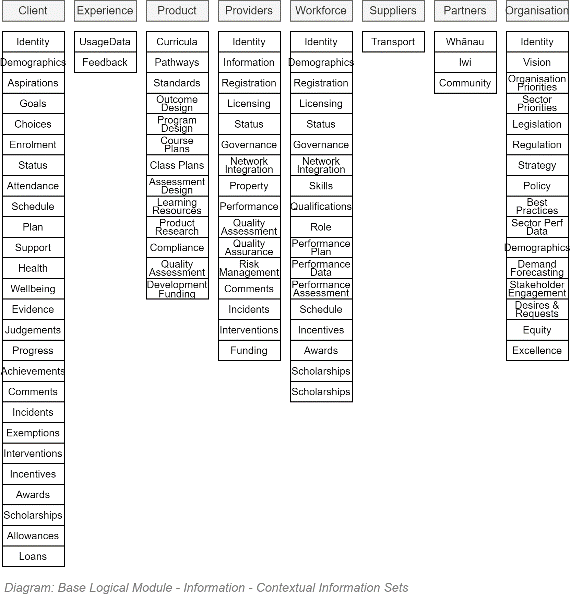 Client
Identity
Demographics
Aspirations
Goals
Choices
Enrolment
Status
Attendance
Schedule
Plan
Support
Health
Wellbeing
Evidence
Judgements
Progress
Achievements
Comments
Incidents
Exemptions
Interventions
Incentives
Awards
Scholarships
Allowances
Loans
Experience
UsageData
Feedback
Product
Curricula
Pathways
Standards
Outcome
Design
Program
Design
Course
Plans
Class Plans
Assessment
Design
Learning
Resources
Product
Research
Compliance
Quality
Assessment
Development
Funding
Providers
Identity
Information
Registration
Licensing
Status
Governance
Network
Integration
Property
Performance
Quality
Assessment
Quality
Assurance
Risk
Management
Comments
Incidents
Interventions
Funding
Workforce
Identity
Demographics
Registration
Licensing
Status
Governance
Network
Integration
Skills
Qualifications
Role
Performance
Plan
Performance
Data
Performance
Assessment
Schedule
Incentives
Awards
Scholarships
Scholarships
Suppliers
Transport
Partners
Whānau
Iwi
Community
Organisation
Identity
Vision
Organisation
Priorities
Sector
Priorities
Legislation
Regulation
Strategy
Policy
Best
Practices
Sector Perf
Data
Demographics
Demand
Forecasting
Stakeholder
Engagement
Desires &
Requests
Equity
Excellence
Diagram: Base Logical Module - Information - Contextual Information Sets